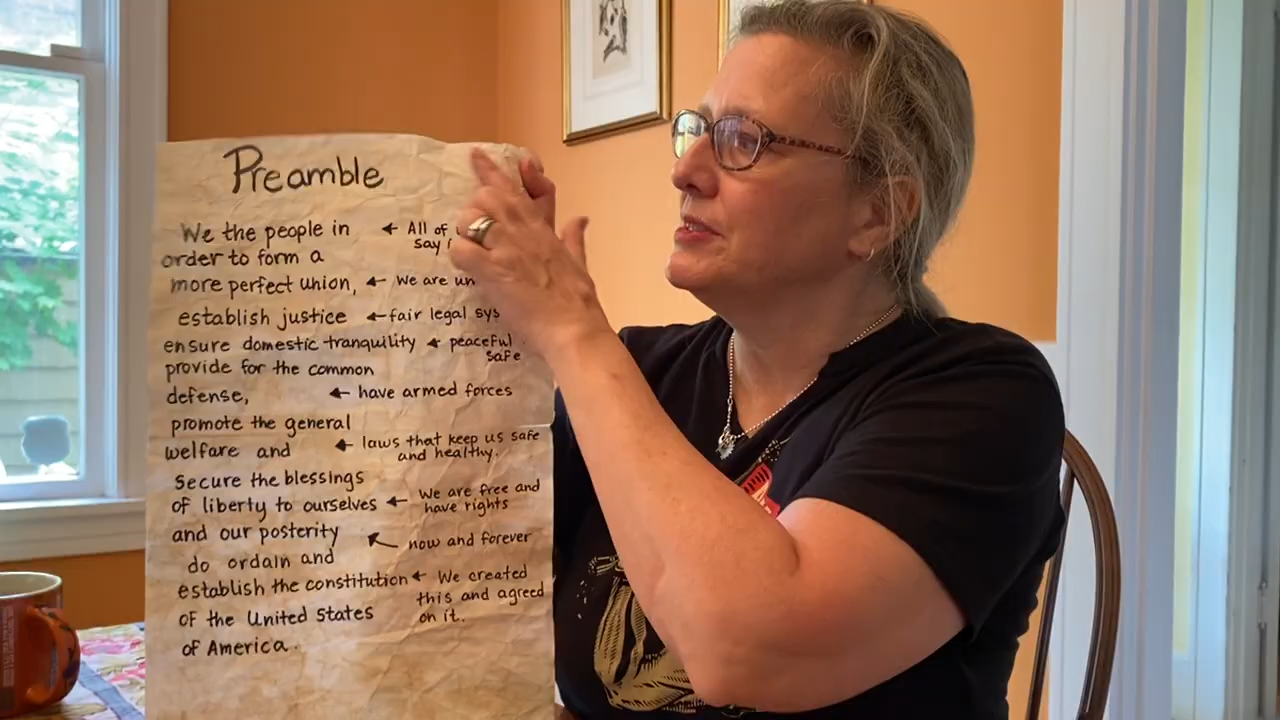 Preamble
We the people in ← All of
order to form a say
more perfect union, ← We are
establish justice ← fair legal
ensure domestic tranquility ← peaceful
provide for the common safe
defense, ← have armed forces
promote the general
welfare and ← laws that keep us safe
and healthy.
Secure the blessings
of liberty to ourselves ← We are free and
have rights
and our posterity ← now and forever
do ordain and
establish the constitution ← We created
this and agreed
of the United States on it.
of America.